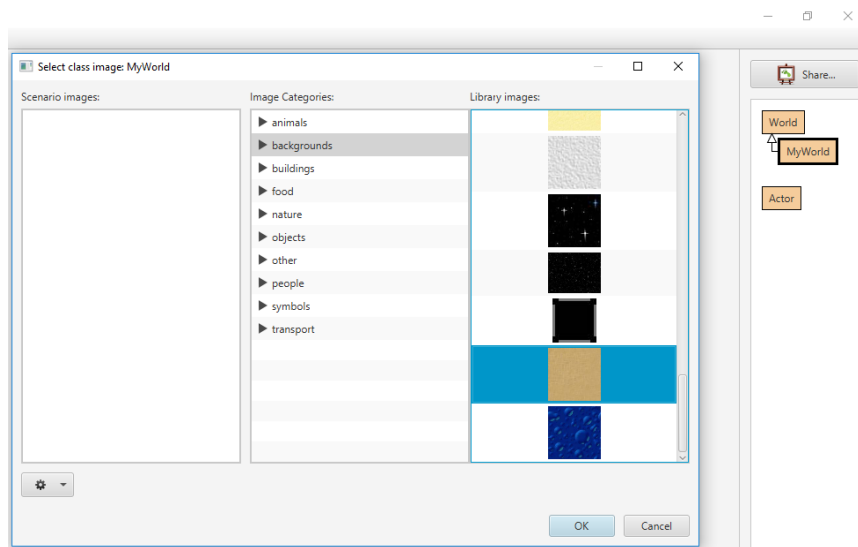 Select class image: MyWorld
Share...
Scenario images:
Image Categories:
Library images:
animals
backgrounds
buildings
food
nature
objects
other
people
symbols
transport
World
MyWorld
Actor
OK
Cancel